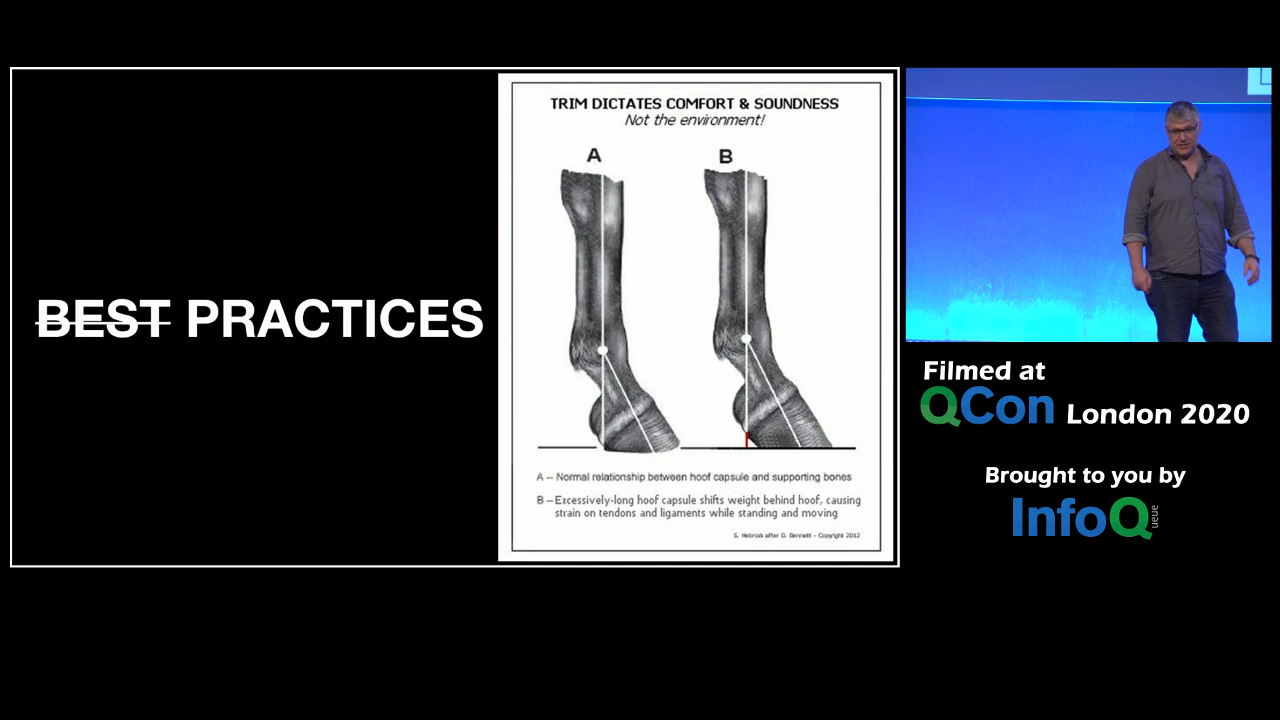 BEST PRACTICES
TRIM DICTATES COMFORT & SOUNDNESS
Not the environment!
A
B
A -- Normal relationship between hoof capsule and supporting bones
B -- Excessively-long hoof capsule shifts weight behind hoof, causing
strain on tendons and ligaments while standing and moving
S. Hebrock after D. Bennett - Copyright 2012
Filmed at
QCon London 2020
Brought to you by
InfoQ
ueue